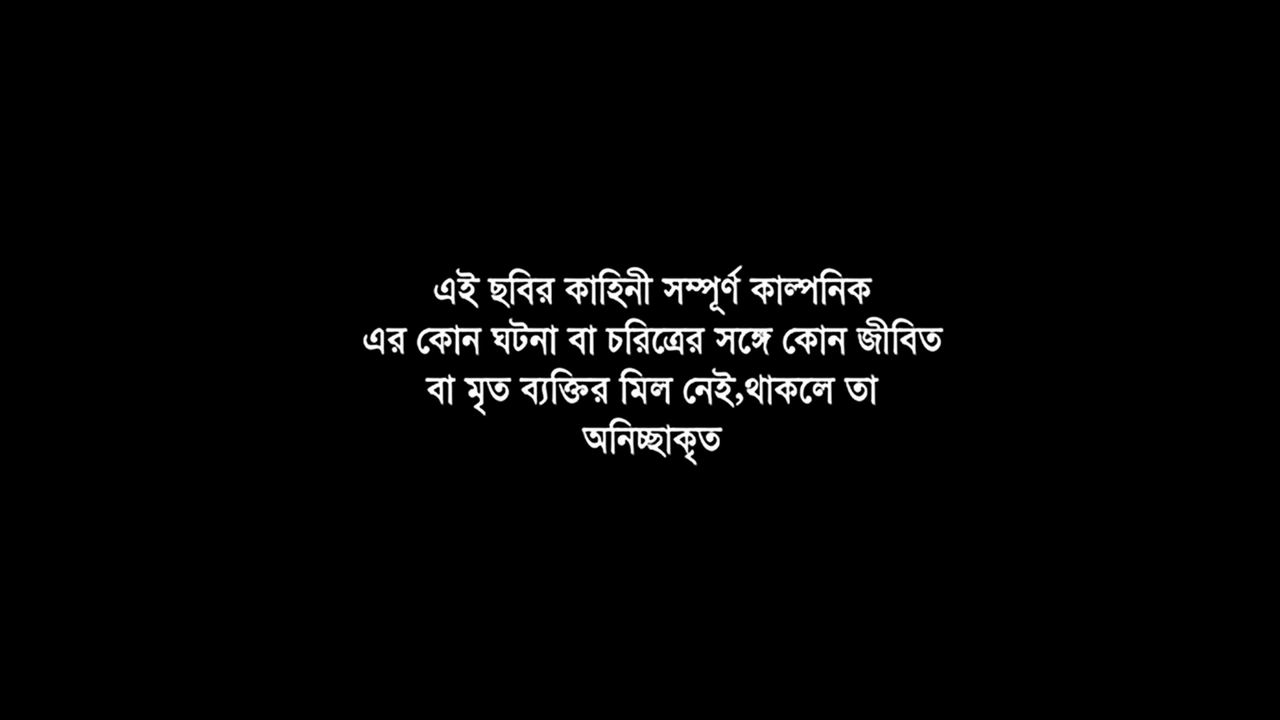 এই ছবির কাহিনী সম্পূর্ণ কাল্পনিক
এর কোন ঘটনা বা চরিত্রের সঙ্গে কোন জীবিত
বা মৃত ব্যক্তির মিল নেই,থাকলে তা
অনিচ্ছাকৃত